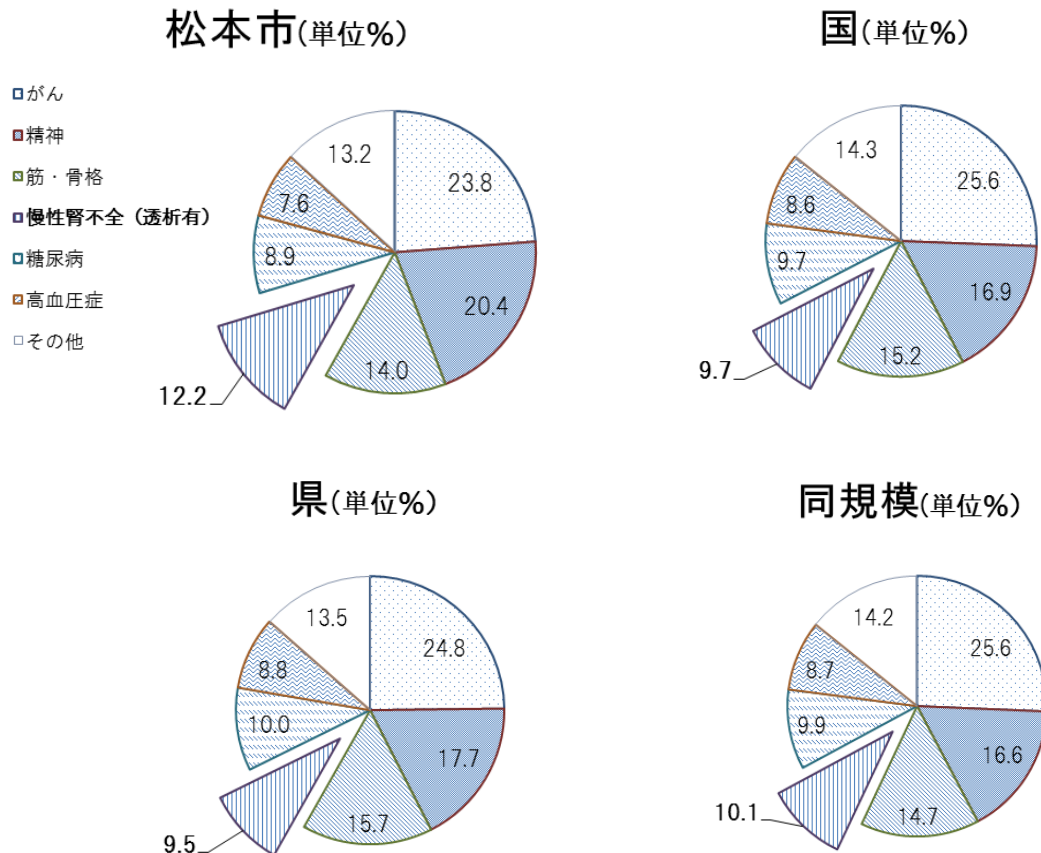 松本市(単位%)
国(単位%)
がん
精神
筋・骨格
慢性腎不全（透析有）
糖尿病
高血圧症
その他
23.8
20.4
14.0
12.2
8.9
7.6
13.2
25.6
16.9
15.2
9.7
9.7
8.6
14.3
県(単位%)
同規模(単位%)
24.8
17.7
15.7
9.5
10.0
8.8
13.5
25.6
16.6
14.7
10.1
9.9
8.7
14.2